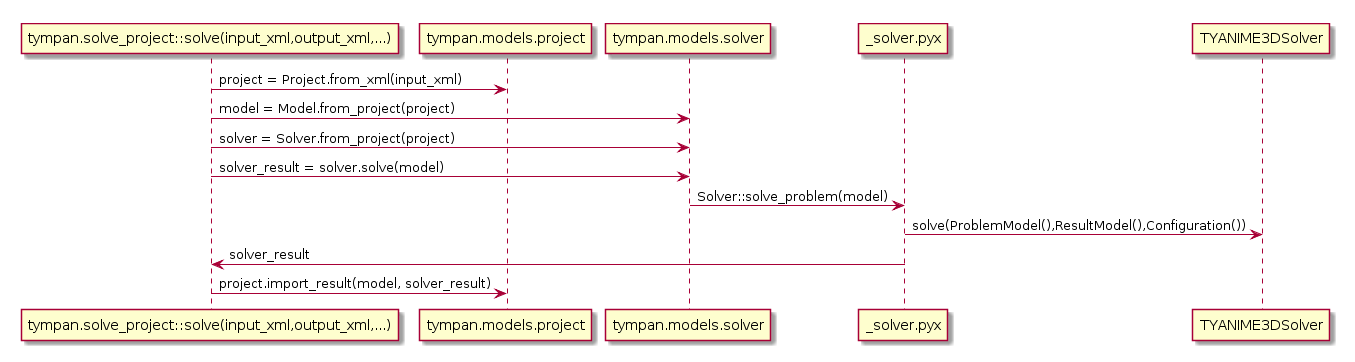 tympan.solve_project::solve(input_xml,output_xml,...)
tympan.models.project
tympan.models.solver
_solver.pyx
TYANIME3DSolver
project = Project.from_xml(input_xml)
model = Model.from_project(project)
solver = Solver.from_project(project)
solver_result = solver.solve(model)
Solver::solve_problem(model)
solve(ProblemModel(),ResultModel(),Configuration())
solver_result
project.import_result(model, solver_result)
tympan.solve_project::solve(input_xml,output_xml,...)
tympan.models.project
tympan.models.solver
_solver.pyx
TYANIME3DSolver